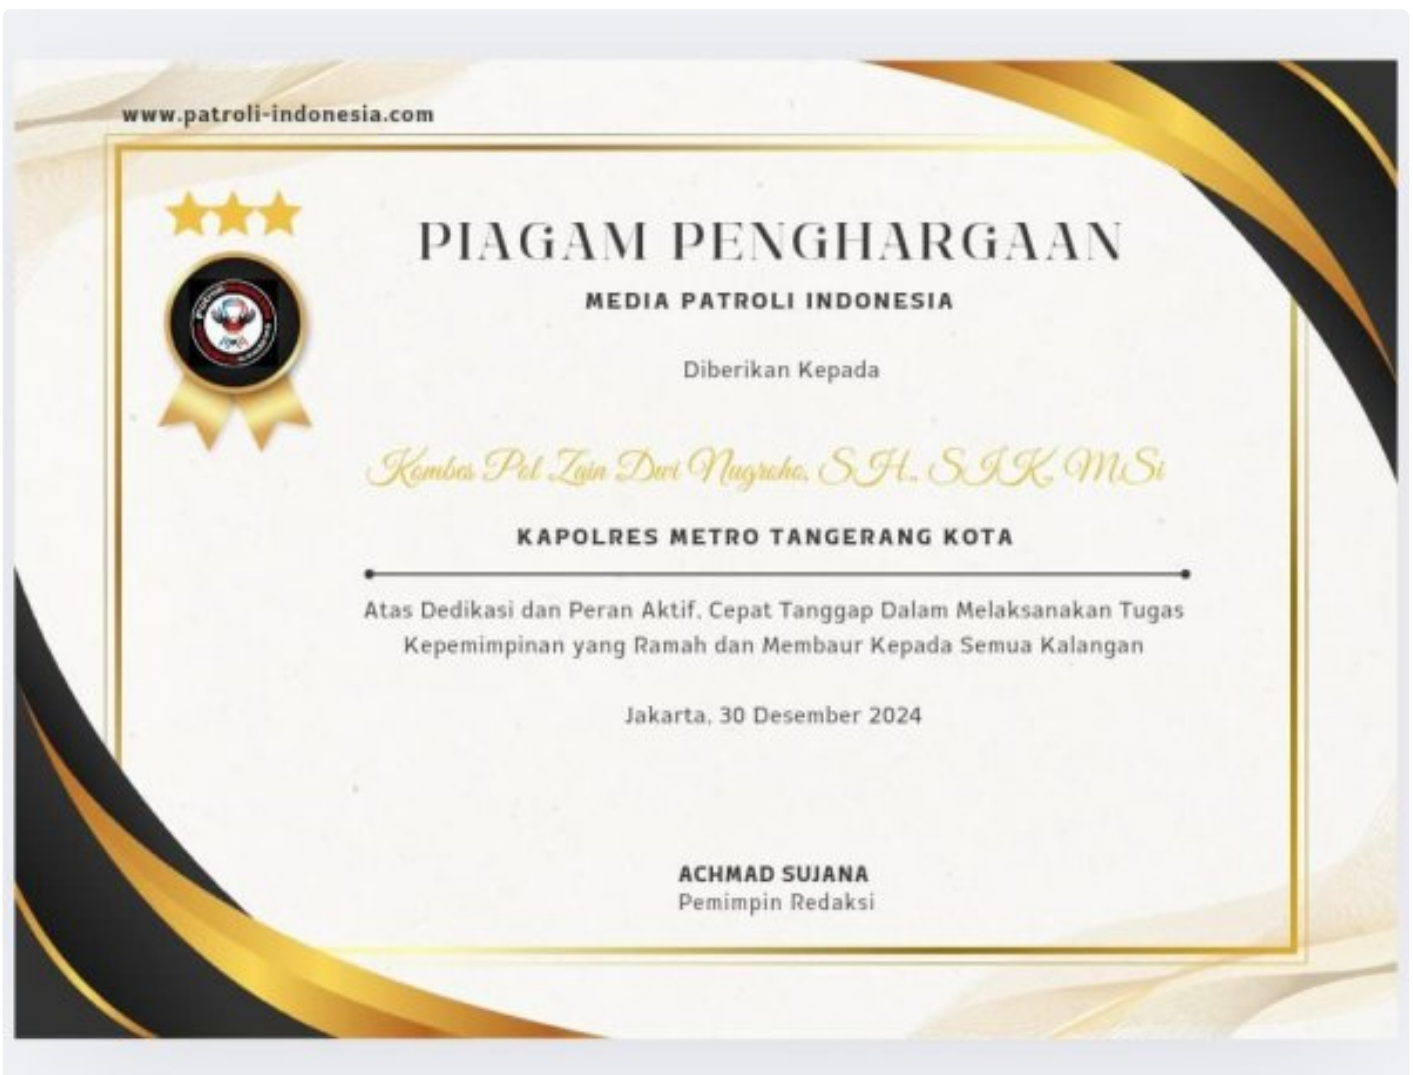 www.patroli-indonesia.com
PIAGAM PENGHARGAAN
MEDIA PATROLI INDONESIA
Diberikan Kepada
Kombes Pol Zain Dwi Nugroho, S.H., S.I.K, M.Si
KAPOLRES METRO TANGERANG KOTA
Atas Dedikasi dan Peran Aktif, Cepat Tanggap Dalam Melaksanakan Tugas
Kepemimpinan yang Ramah dan Membaur Kepada Semua Kalangan
Jakarta, 30 Desember 2024
ACHMAD SUJANA
Pemimpin Redaksi